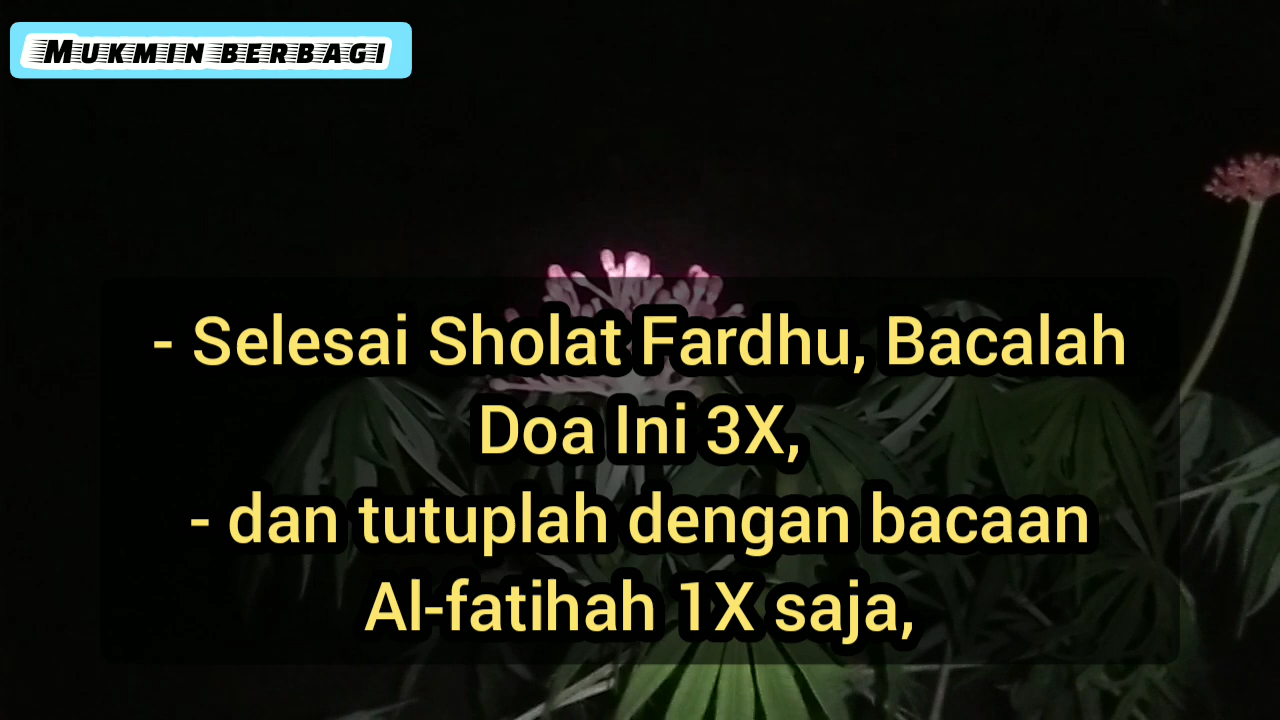 MUKMIN BERBAGI
- Selesai Sholat Fardhu, Bacalah
Doa Ini 3X,
- dan tutuplah dengan bacaan
Al-fatihah 1X saja,